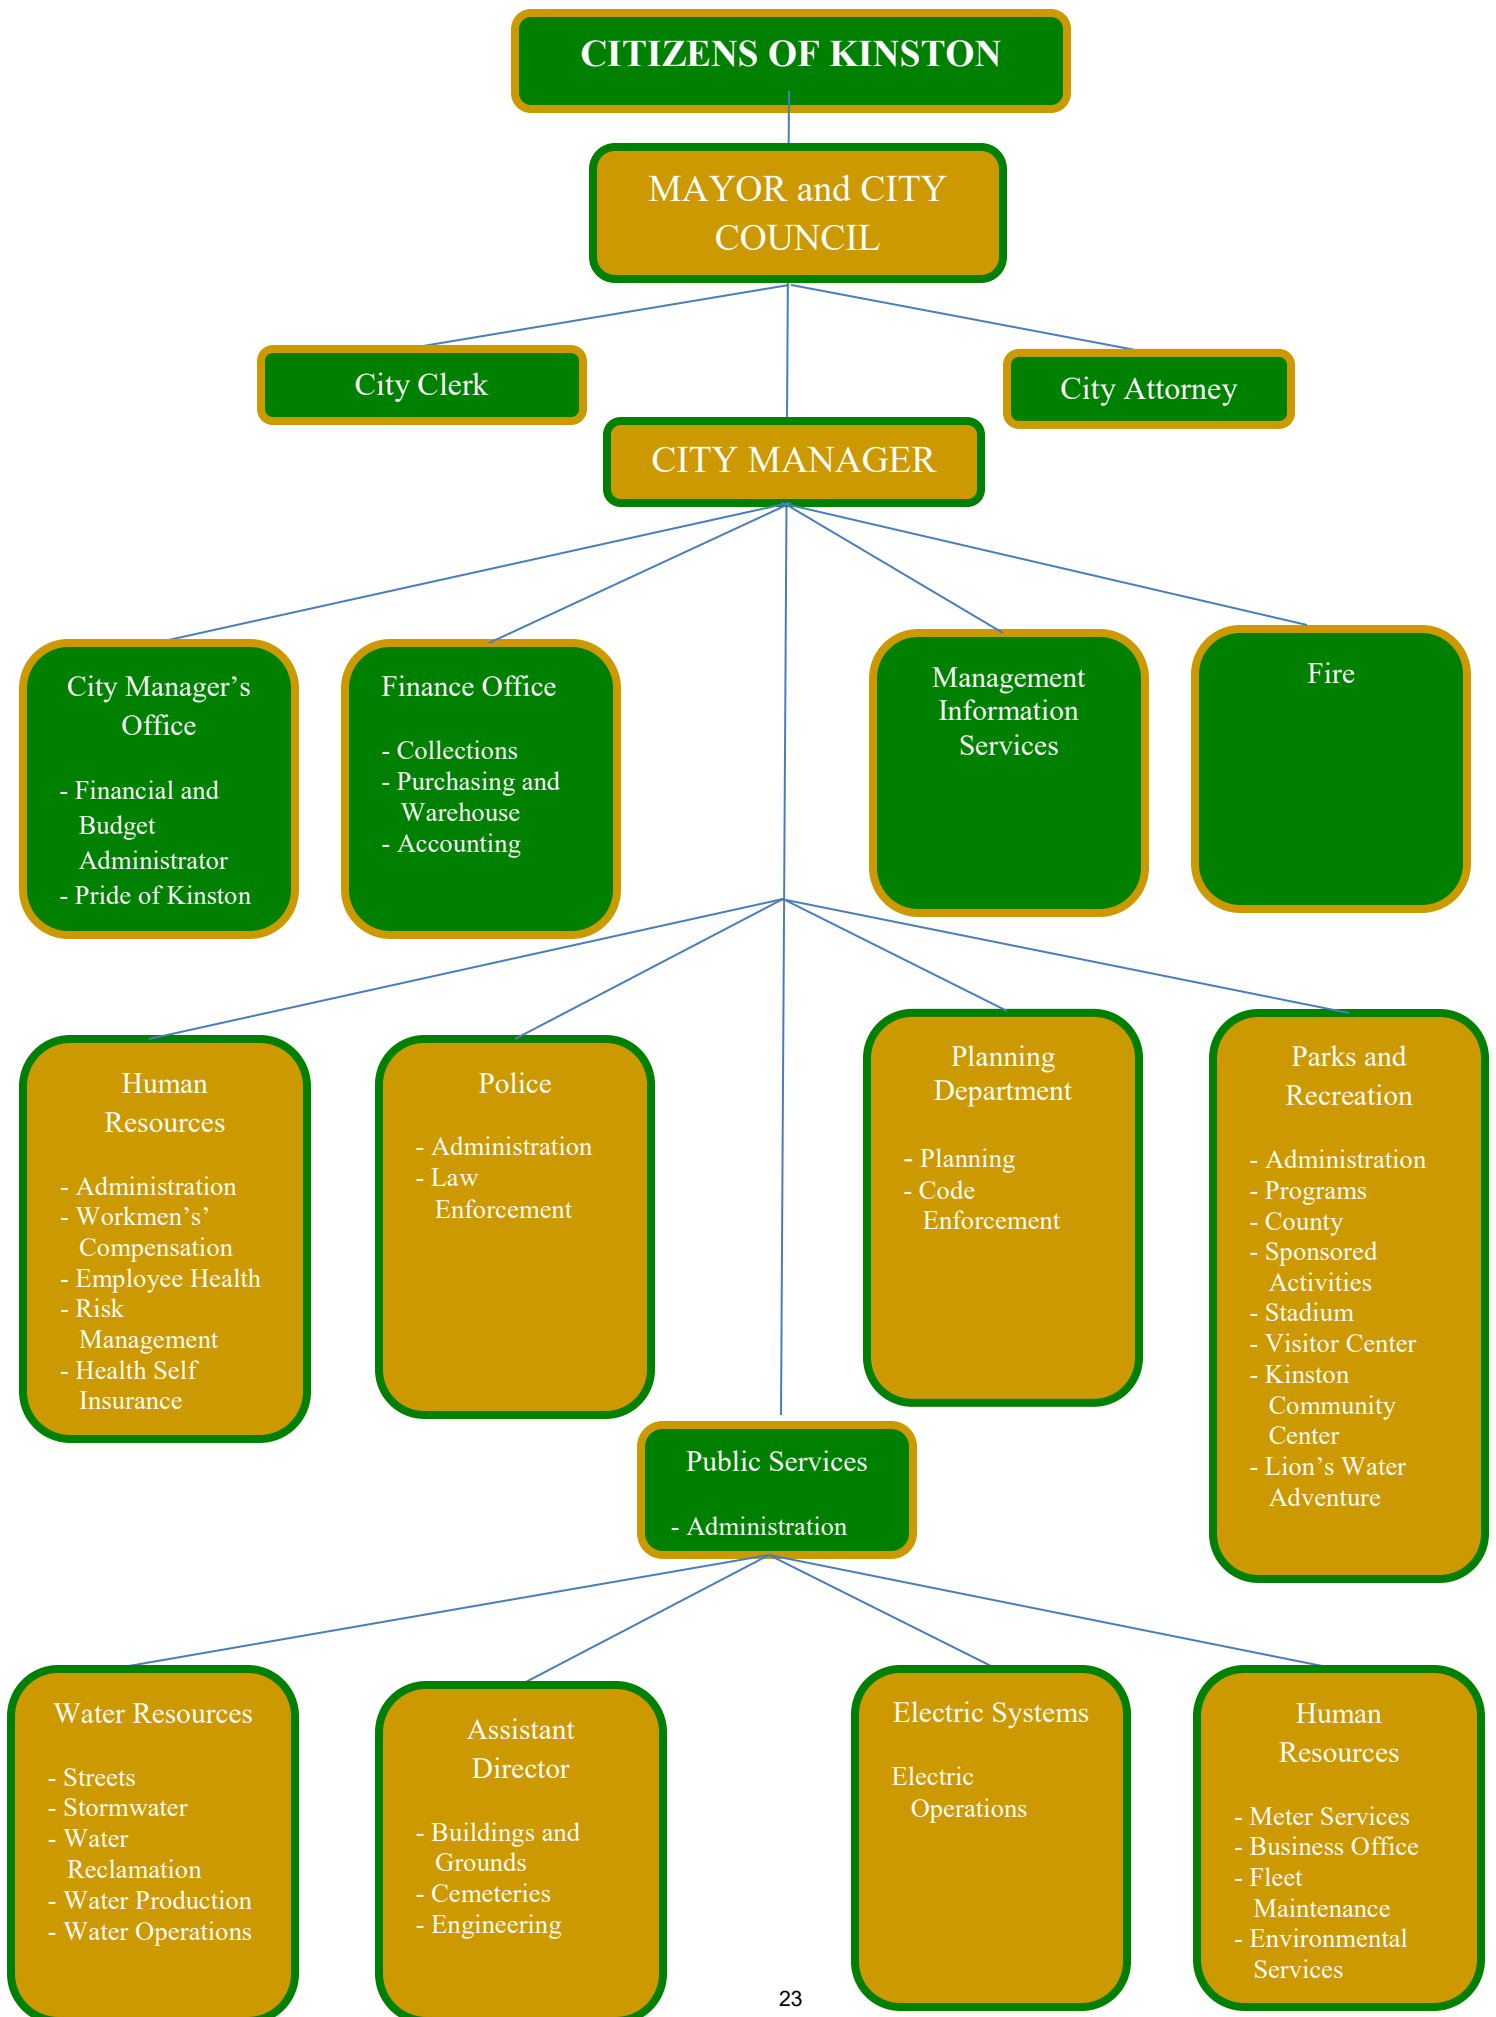 CITIZENS OF KINSTON
MAYOR and CITY
COUNCIL
City Clerk
City Attorney
CITY MANAGER
City Manager’s
Office
- Financial and
Budget
Administrator
- Pride of Kinston
Finance Office
- Collections
- Purchasing and
Warehouse
- Accounting
Management
Information
Services
Fire
Human
Resources
- Administration
- Workmen’s’
Compensation
- Employee Health
- Risk
Management
- Health Self
Insurance
Police
- Administration
- Law
Enforcement
Planning
Department
- Planning
- Code
Enforcement
Parks and
Recreation
- Administration
- Programs
- County
- Sponsored
Activities
- Stadium
- Visitor Center
- Kinston
Community
Center
- Lion’s Water
Adventure
Public Services
- Administration
Water Resources
- Streets
- Stormwater
- Water
Reclamation
- Water Production
- Water Operations
Assistant
Director
- Buildings and
Grounds
- Cemeteries
- Engineering
Electric Systems
Electric
Operations
Human
Resources
- Meter Services
- Business Office
- Fleet
Maintenance
- Environmental
Services
23